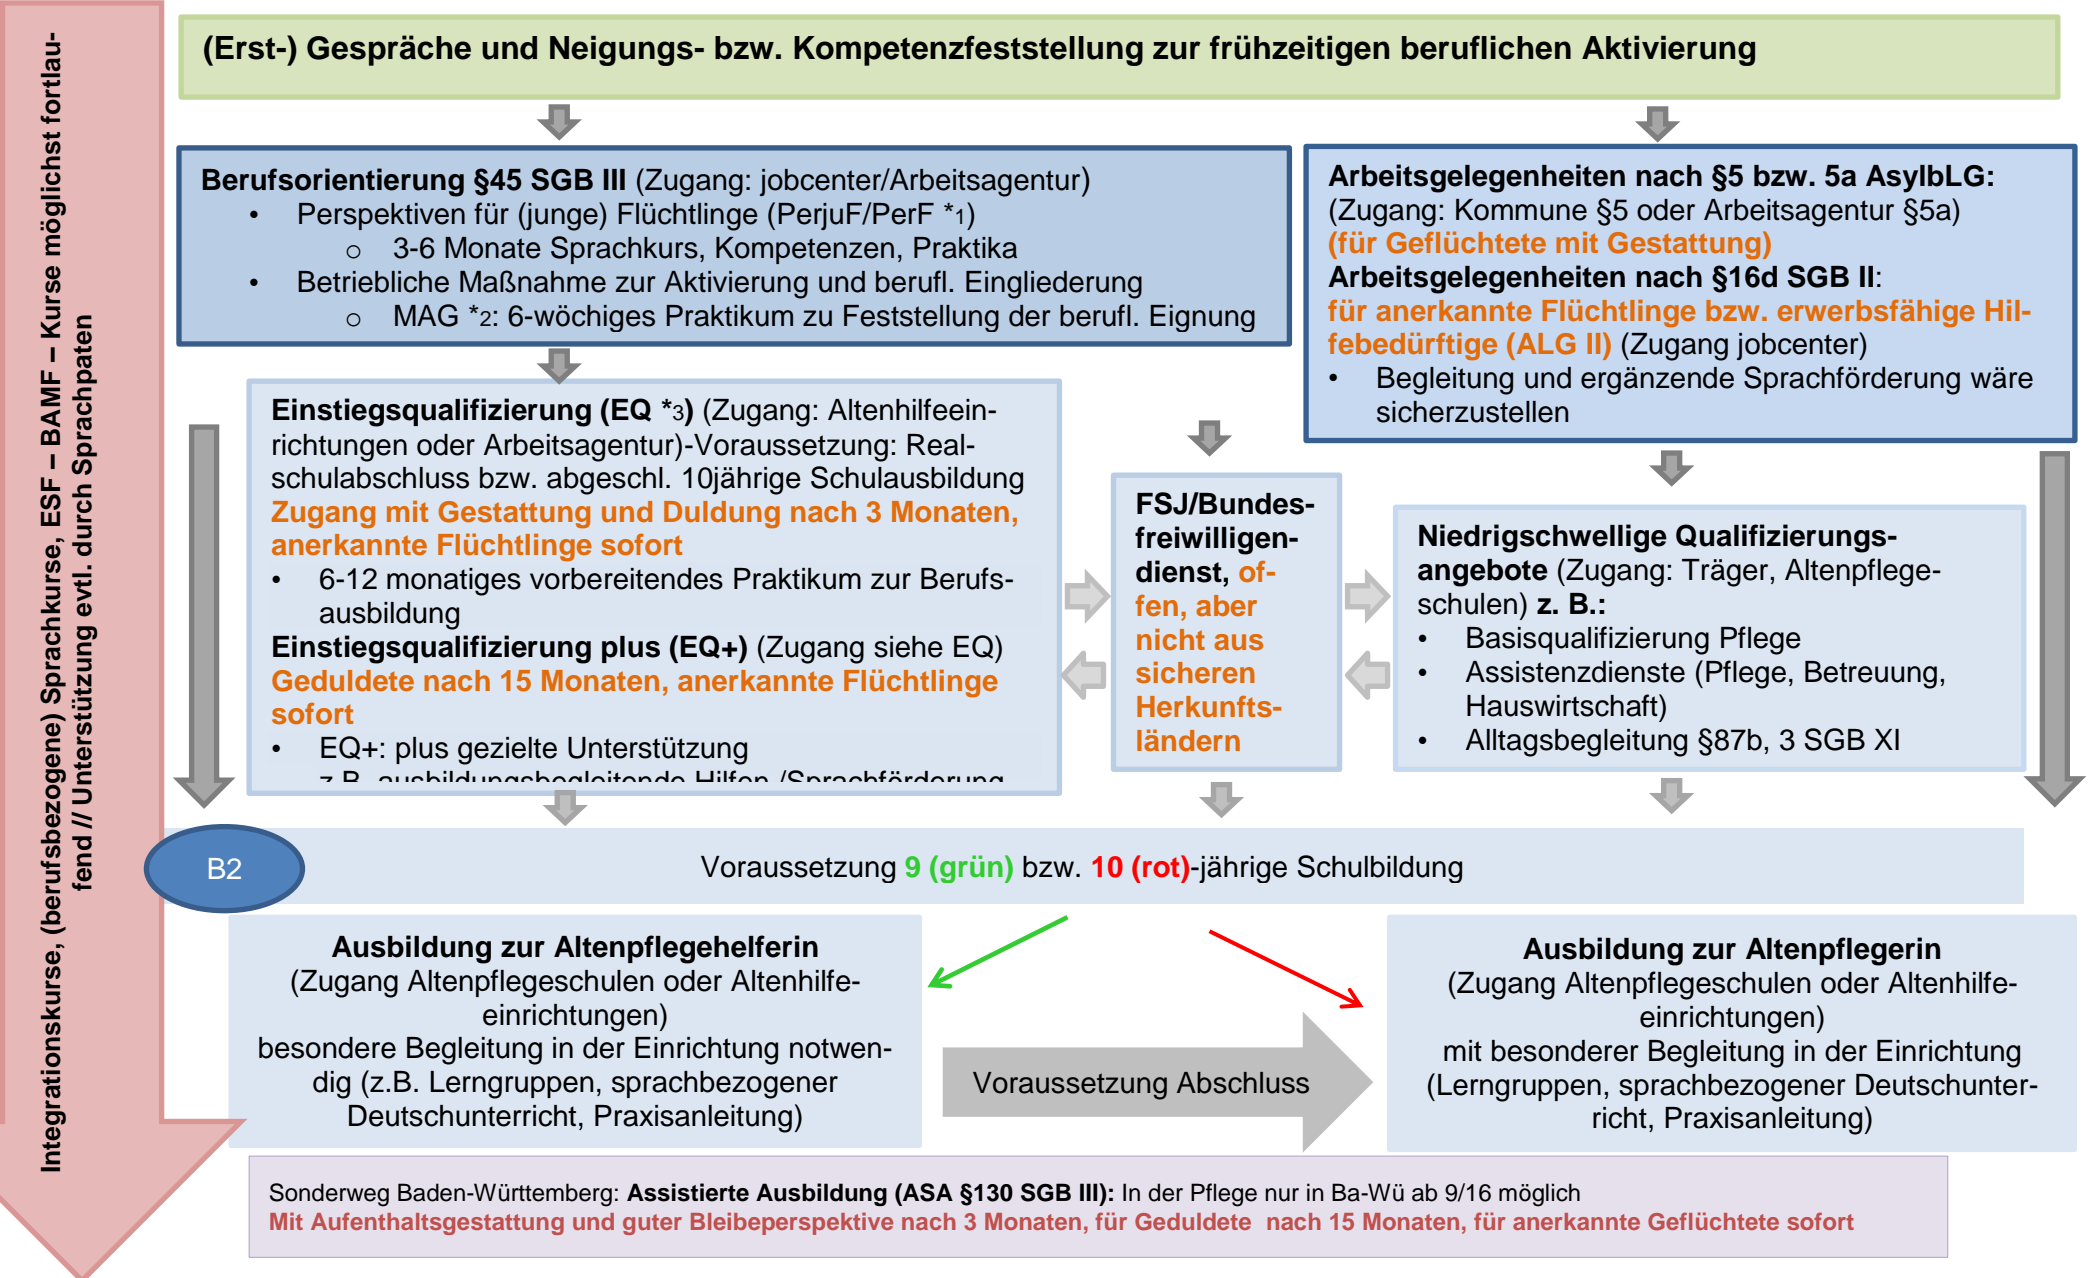 Integrationskurse, (berufsbezogene) Sprachkurse, ESF – BAMF – Kurse möglichst fortlau-
fend // Unterstützung evtl. durch Sprachpaten
(Erst-) Gespräche und Neigungs- bzw. Kompetenzfeststellung zur frühzeitigen beruflichen Aktivierung
Berufsorientierung §45 SGB III (Zugang: jobcenter/Arbeitsagentur)
• Perspektiven für (junge) Flüchtlinge (PerjuF/PerF *1)
o 3-6 Monate Sprachkurs, Kompetenzen, Praktika
• Betriebliche Maßnahme zur Aktivierung und berufl. Eingliederung
o MAG *2: 6-wöchiges Praktikum zu Feststellung der berufl. Eignung
Arbeitsgelegenheiten nach §5 bzw. 5a AsylbLG:
(Zugang: Kommune §5 oder Arbeitsagentur §5a)
(für Geflüchtete mit Gestattung)
Arbeitsgelegenheiten nach §16d SGB II:
für anerkannte Flüchtlinge bzw. erwerbsfähige Hil-
febedürftige (ALG II) (Zugang jobcenter)
• Begleitung und ergänzende Sprachförderung wäre
sicherzustellen
Einstiegsqualifizierung (EQ *3) (Zugang: Altenhilfeein-
richtungen oder Arbeitsagentur)-Voraussetzung: Real-
schulabschluss bzw. abgeschl. 10jährige Schulausbildung
Zugang mit Gestattung und Duldung nach 3 Monaten,
anerkannte Flüchtlinge sofort
• 6-12 monatiges vorbereitendes Praktikum zur Berufs-
ausbildung
Einstiegsqualifizierung plus (EQ+) (Zugang siehe EQ)
Geduldete nach 15 Monaten, anerkannte Flüchtlinge
sofort
• EQ+: plus gezielte Unterstützung
z.B. ausbildungsbegleitende Hilfen /Sprachförderung
FSJ/Bundes-
freiwilligen-
dienst, of-
fen, aber
nicht aus
sicheren
Herkunfts-
ländern
Niedrigschwellige Qualifizierungs-
angebote (Zugang: Träger, Altenpflege-
schulen) z. B.:
• Basisqualifizierung Pflege
• Assistenzdienste (Pflege, Betreuung,
Hauswirtschaft)
• Alltagsbegleitung §87b, 3 SGB XI
B2
Voraussetzung 9 (grün) bzw. 10 (rot)-jährige Schulbildung
Ausbildung zur Altenpflegehelferin
(Zugang Altenpflegeschulen oder Altenhilfe-
einrichtungen)
besondere Begleitung in der Einrichtung notwen-
dig (z.B. Lerngruppen, sprachbezogener
Deutschunterricht, Praxisanleitung)
Voraussetzung Abschluss
Ausbildung zur Altenpflegerin
(Zugang Altenpflegeschulen oder Altenhilfe-
einrichtungen)
mit besonderer Begleitung in der Einrichtung
(Lerngruppen, sprachbezogener Deutschunter-
richt, Praxisanleitung)
Sonderweg Baden-Württemberg: Assistierte Ausbildung (ASA §130 SGB III): In der Pflege nur in Ba-Wü ab 9/16 möglich
Mit Aufenthaltsgestattung und guter Bleibeperspektive nach 3 Monaten, für Geduldete nach 15 Monaten, für anerkannte Geflüchtete sofort